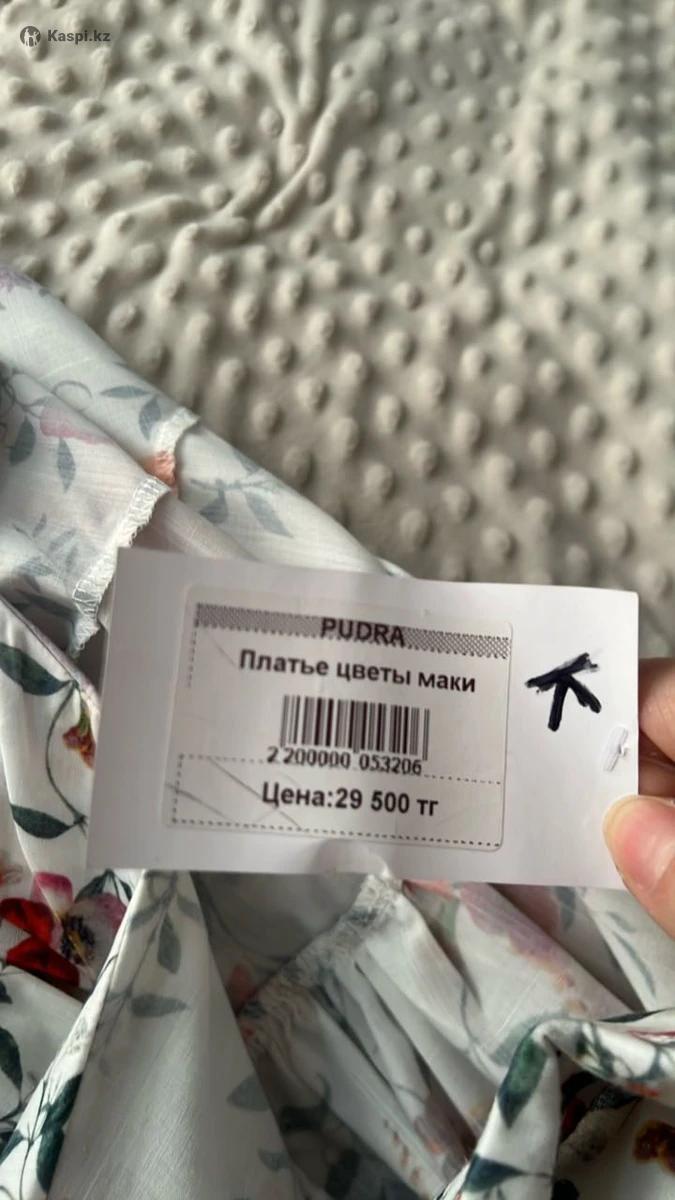 Kaspi.kz
PUDRA
Платье цветы маки
2 200000 053206
Цена:29 500 тг